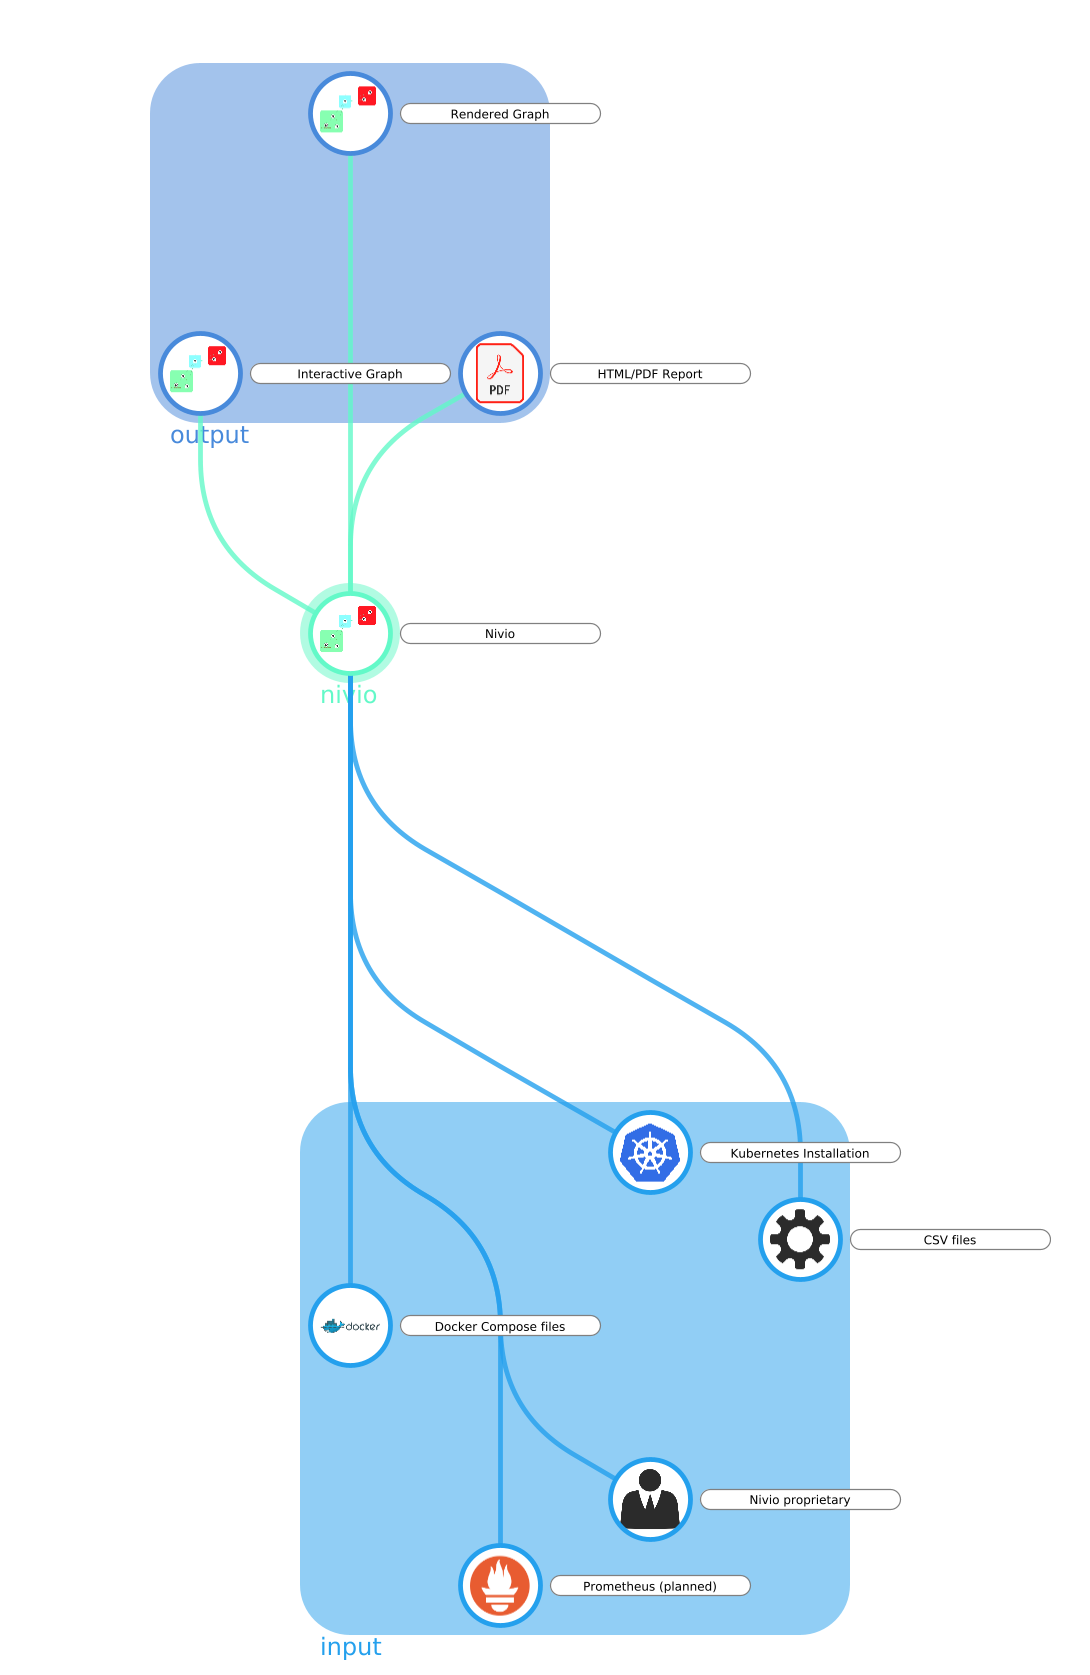 Rendered Graph
Interactive Graph
HTML/PDF Report
PDF
output
Nivio
nivio
Kubernetes Installation
CSV files
docker
Docker Compose files
Nivio proprietary
Prometheus (planned)
input